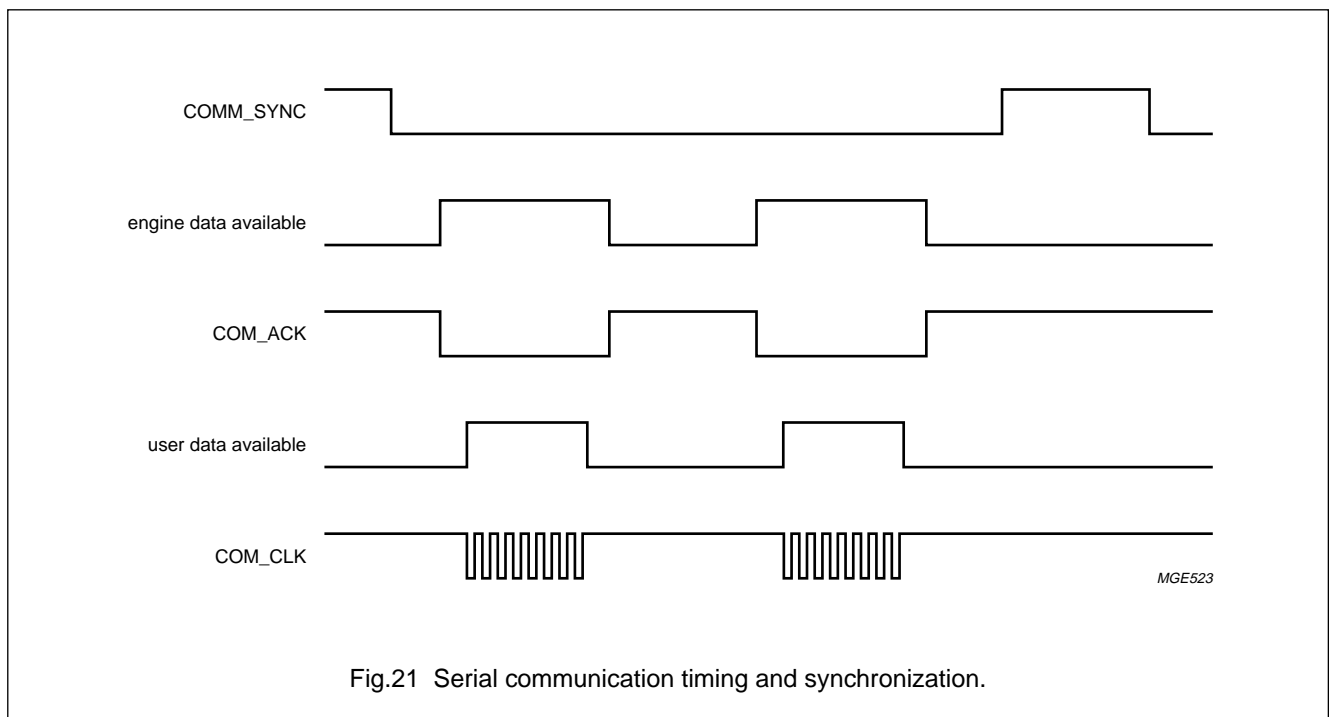 COMM_SYNC
engine data available
COM_ACK
user data available
COM_CLK
MGE523
Fig.21 Serial communication timing and synchronization.